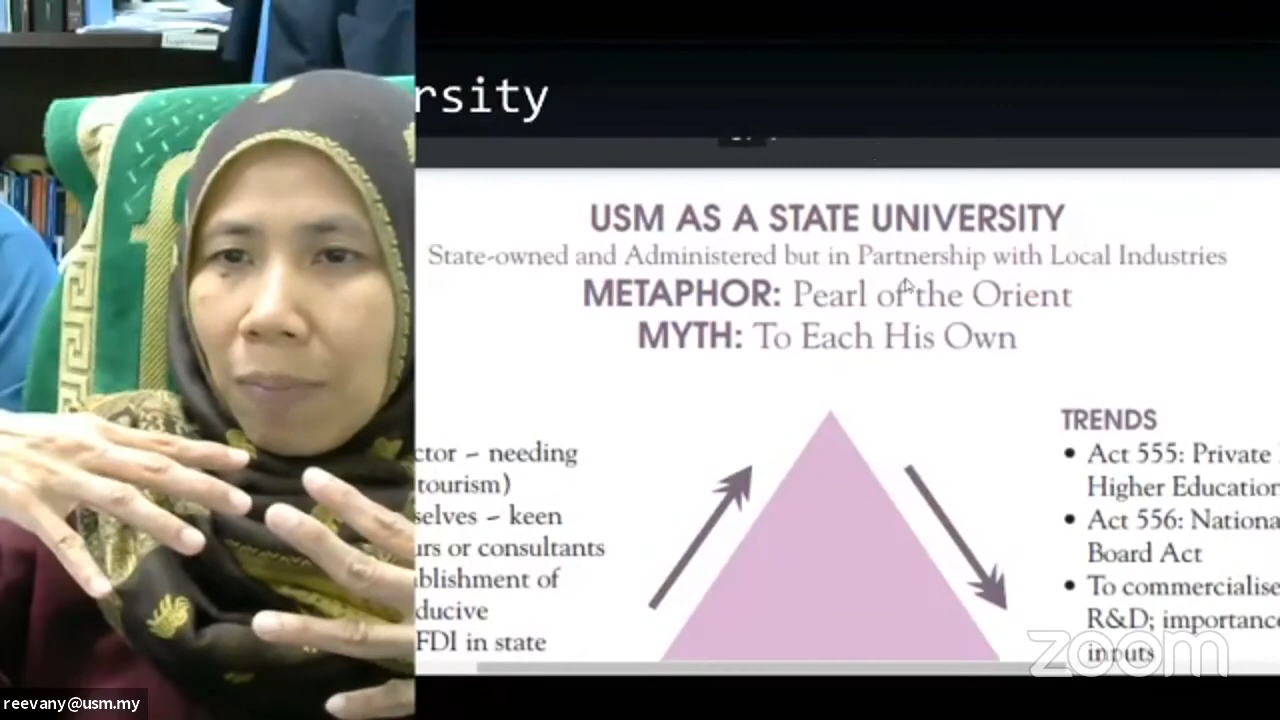 rsity
USM AS A STATE UNIVERSITY
State-owned and Administered but in Partnership with Local Industries
METAPHOR: Pearl of the Orient
MYTH: To Each His Own
ctor – needing
tourism)
selves – keen
urs or consultants
blishment of
ducive
FDI in state
TRENDS
• Act 555: Private
Higher Education
• Act 556: Nationa
Board Act
• To commercialise
R&D; importance
inputs
zoom
reevany@usm.my